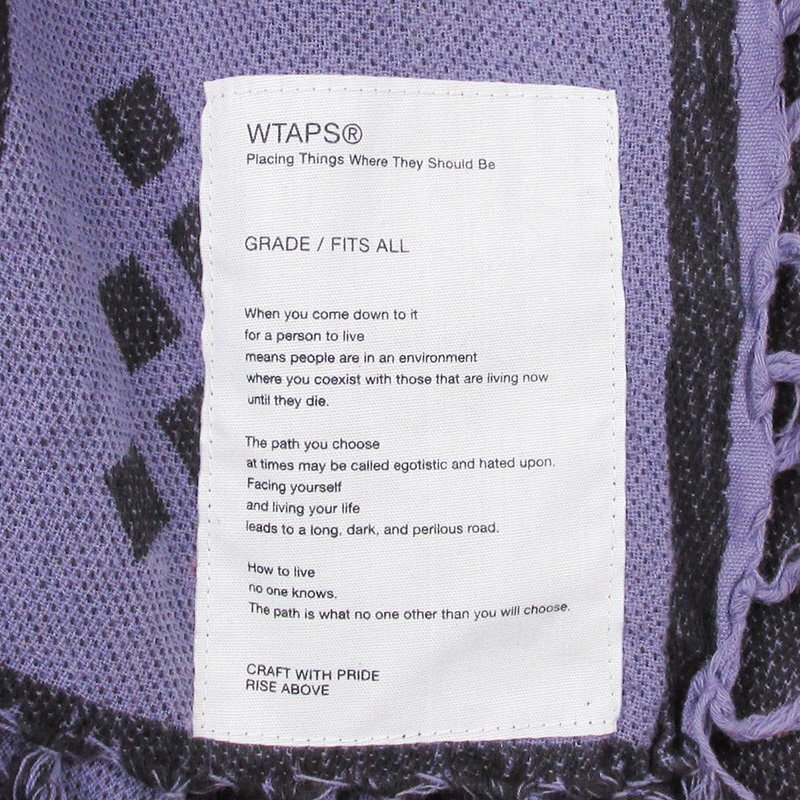 WTAPS®
Placing Things Where They Should Be
GRADE / FITS ALL
When you come down to it
for a person to live
means people are in an environment
where you coexist with those that are living now
until they die.
The path you choose
at times may be called egotistic and hated upon.
Facing yourself
and living your life
leads to a long, dark, and perilous road.
How to live
no one knows.
The path is what no one other than you will choose.
CRAFT WITH PRIDE
RISE ABOVE